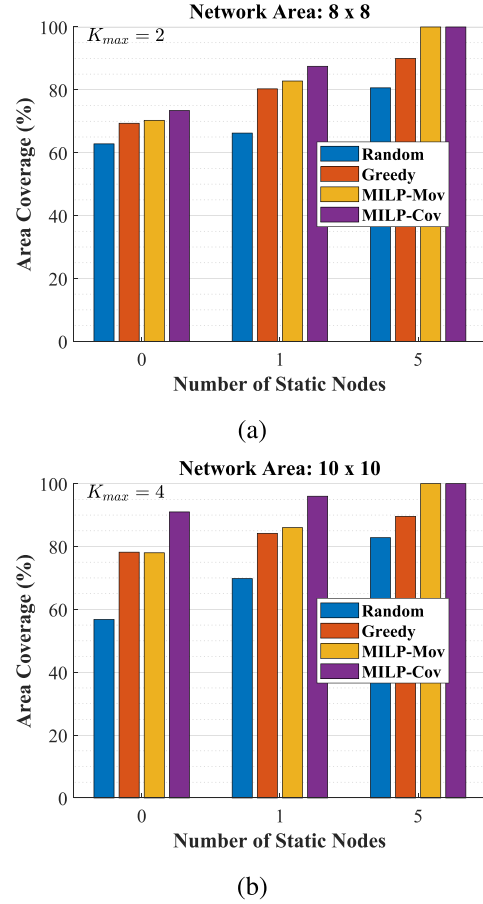 Network Area: 8 x 8
K_max = 2
100
80
60
40
20
0
Area Coverage (%)
Random
Greedy
MILP-Mov
MILP-Cov
0 1 5
Number of Static Nodes
(a)
Network Area: 10 x 10
K_max = 4
100
80
60
40
20
0
Area Coverage (%)
Random
Greedy
MILP-Mov
MILP-Cov
0 1 5
Number of Static Nodes
(b)